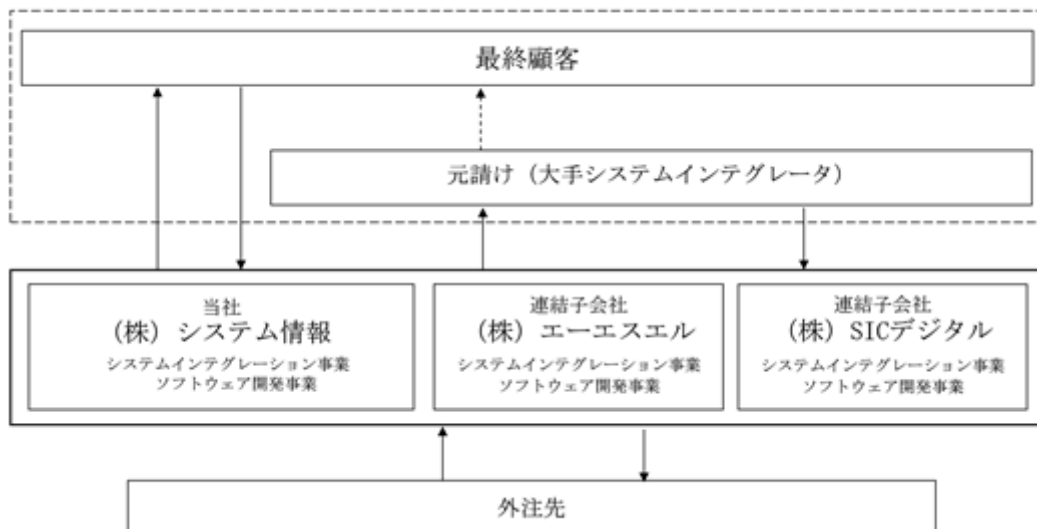 最終顧客
元請け（大手システムインテグレータ）
当社
（株）システム情報
システムインテグレーション事業
ソフトウェア開発事業
連結子会社
（株）エーエスエル
システムインテグレーション事業
ソフトウェア開発事業
連結子会社
（株）SICデジタル
システムインテグレーション事業
ソフトウェア開発事業
外注先